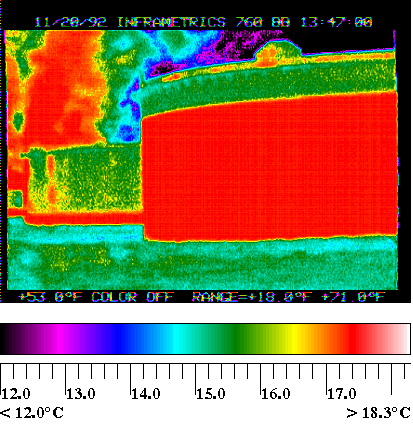 11/20/92 INFRAMETRICS 760 BD 13:47:00
+53.0°F COLOR OFF RANGE=+18.0°F +71.0°F
12.0 13.0 14.0 15.0 16.0 17.0
< 12.0°C > 18.3°C